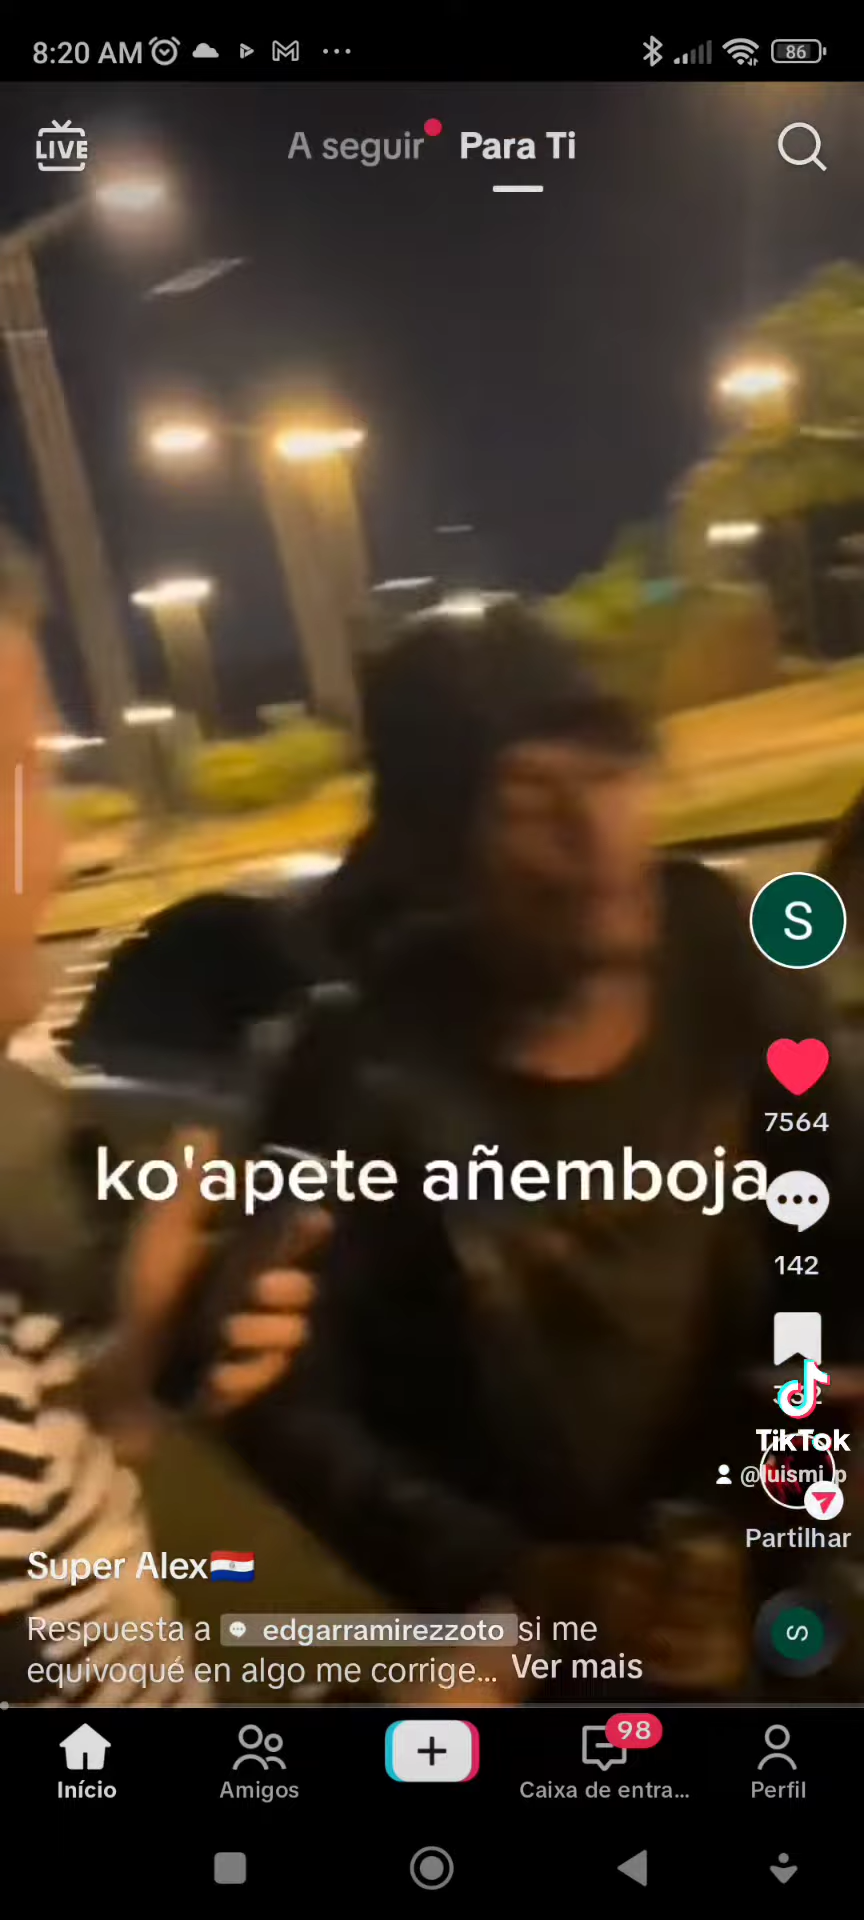 8:20 AM
86
LIVE
A seguir Para Ti
S
7564
ko'apete añemboja
142
TikTok
@luismi_p
Partilhar
Super Alex🇵🇾
Respuesta a edgarramirezzoto si me
equivoqué en algo me corrige... Ver mais
S
98
Início Amigos Caixa de entra... Perfil